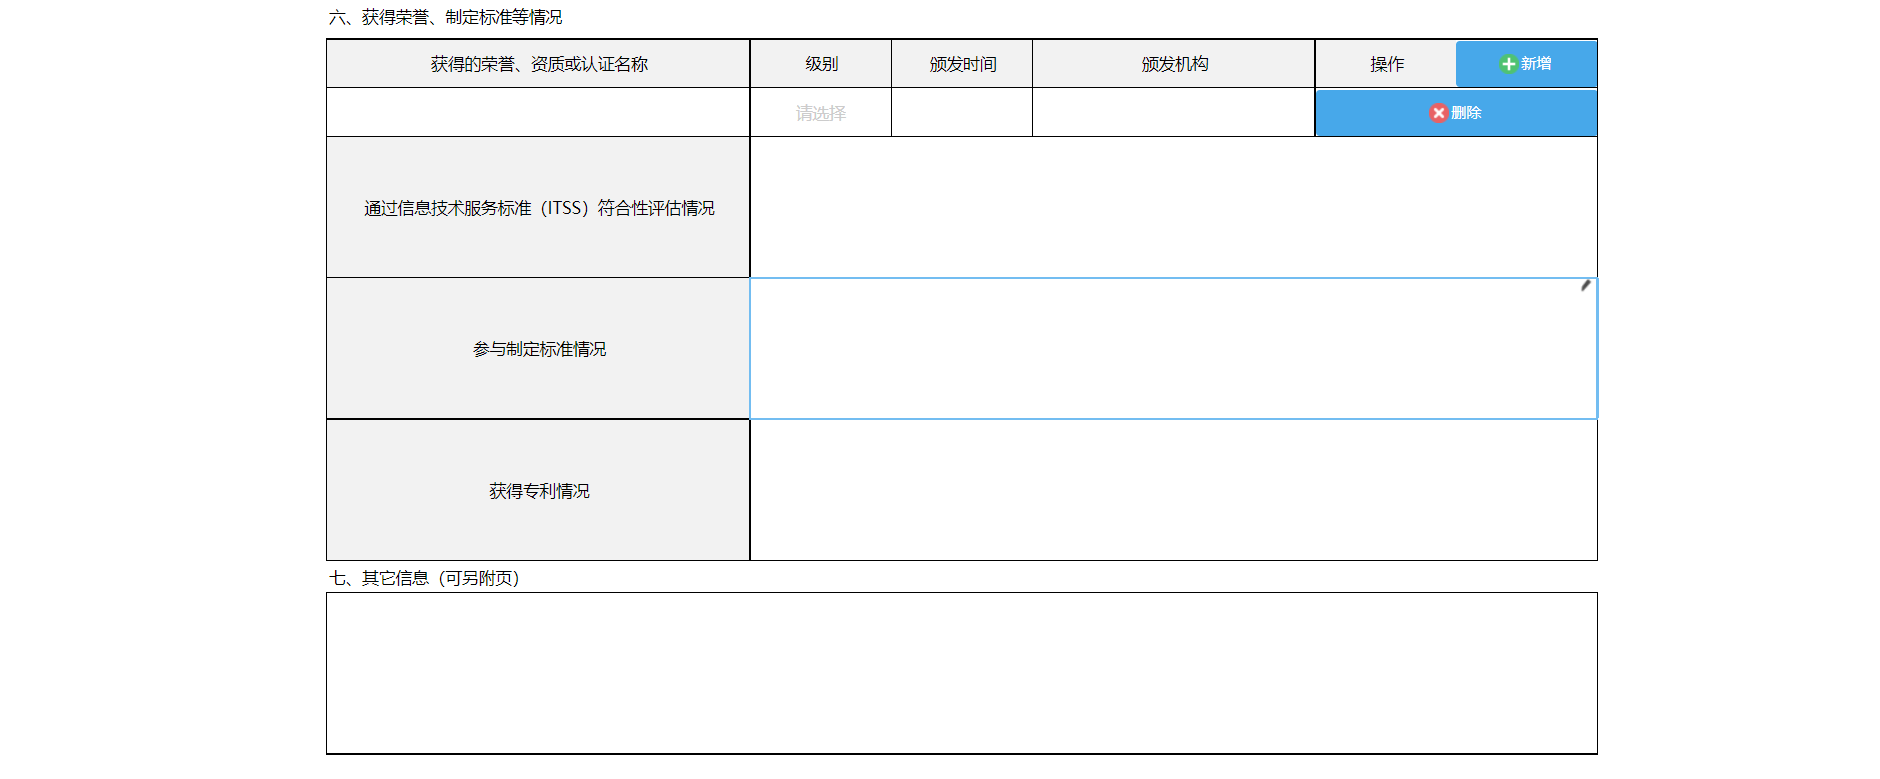 六、获得荣誉、制定标准等情况
获得的荣誉、资质或认证名称 级别 颁发时间 颁发机构 操作 新增
请选择 删除
通过信息技术服务标准（ITSS）符合性评估情况
参与制定标准情况
获得专利情况
七、其它信息（可另附页）